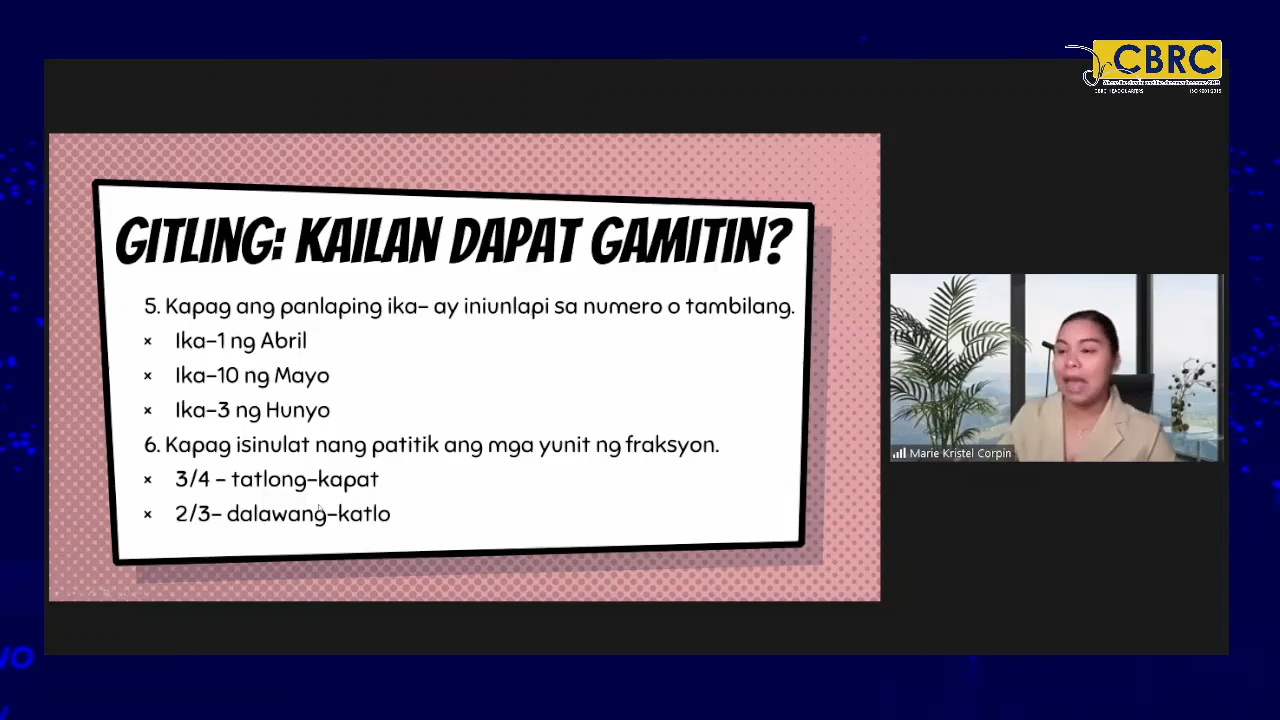 CBRC
CBRC HEADQUARTERS
GITLING: KAILAN DAPAT GAMITIN?
5. Kapag ang panlaping ika- ay iniunlapi sa numero o tambilang.
× Ika-1 ng Abril
× Ika-10 ng Mayo
× Ika-3 ng Hunyo
6. Kapag isinulat nang patitik ang mga yunit ng fraksyon.
× 3/4 - tatlong-kapat
× 2/3- dalawang-katlo
Marie Kristel Corpin